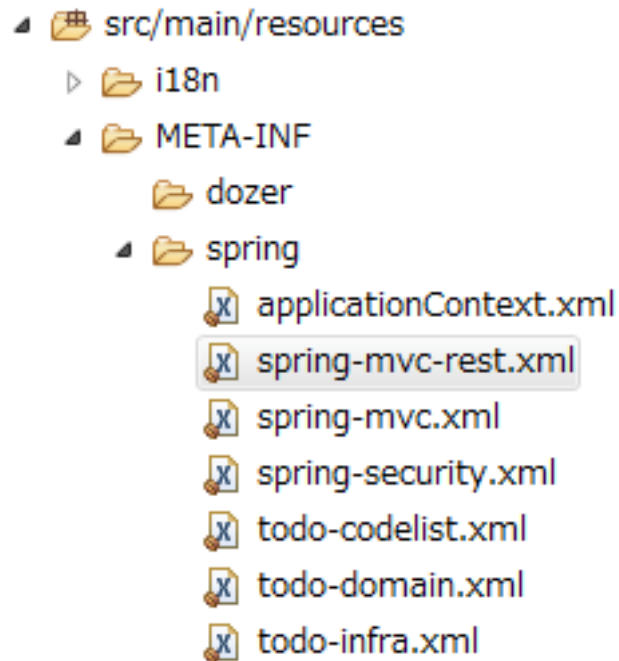 src/main/resources
i18n
META-INF
dozer
spring
applicationContext.xml
spring-mvc-rest.xml
spring-mvc.xml
spring-security.xml
todo-codelist.xml
todo-domain.xml
todo-infra.xml